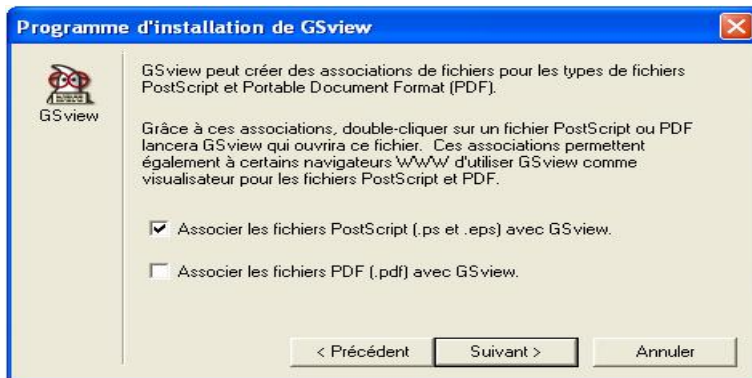 Programme d'installation de GSview
GSview
GSview peut créer des associations de fichiers pour les types de fichiers
PostScript et Portable Document Format (PDF).
Grâce à ces associations, double-cliquer sur un fichier PostScript ou PDF
lancera GSview qui ouvrira ce fichier. Ces associations permettent
également à certains navigateurs WWW d'utiliser GSview comme
visualisateur pour les fichiers PostScript et PDF.
Associer les fichiers PostScript (.ps et .eps) avec GSview.
Associer les fichiers PDF (.pdf) avec GSview.
< Précédent
Suivant >
Annuler